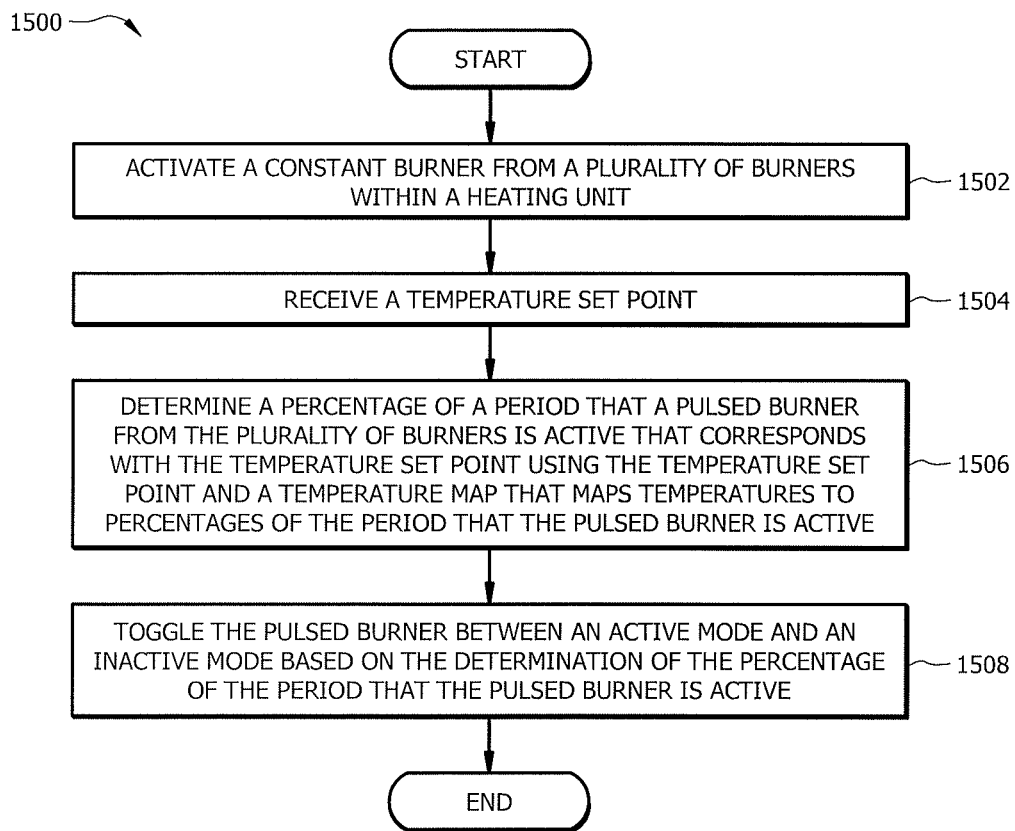 1500
START
ACTIVATE A CONSTANT BURNER FROM A PLURALITY OF BURNERS
WITHIN A HEATING UNIT
1502
RECEIVE A TEMPERATURE SET POINT
1504
DETERMINE A PERCENTAGE OF A PERIOD THAT A PULSED BURNER
FROM THE PLURALITY OF BURNERS IS ACTIVE THAT CORRESPONDS
WITH THE TEMPERATURE SET POINT USING THE TEMPERATURE SET
POINT AND A TEMPERATURE MAP THAT MAPS TEMPERATURES TO
PERCENTAGES OF THE PERIOD THAT THE PULSED BURNER IS ACTIVE
1506
TOGGLE THE PULSED BURNER BETWEEN AN ACTIVE MODE AND AN
INACTIVE MODE BASED ON THE DETERMINATION OF THE PERCENTAGE
OF THE PERIOD THAT THE PULSED BURNER IS ACTIVE
1508
END